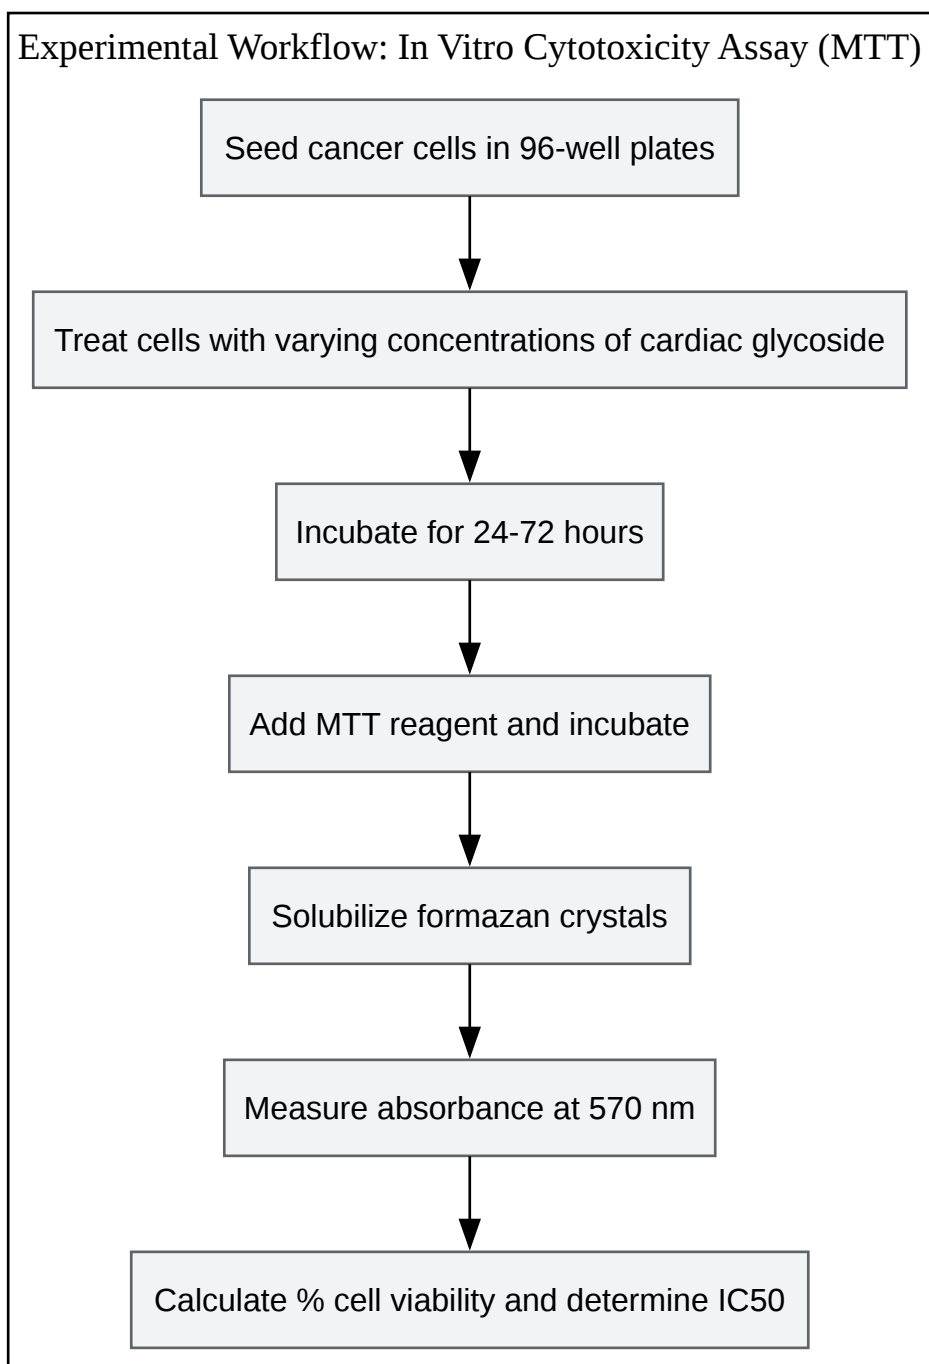 Experimental Workflow: In Vitro Cytotoxicity Assay (MTT)
Seed cancer cells in 96-well plates
Treat cells with varying concentrations of cardiac glycoside
Incubate for 24-72 hours
Add MTT reagent and incubate
Solubilize formazan crystals
Measure absorbance at 570 nm
Calculate % cell viability and determine IC50